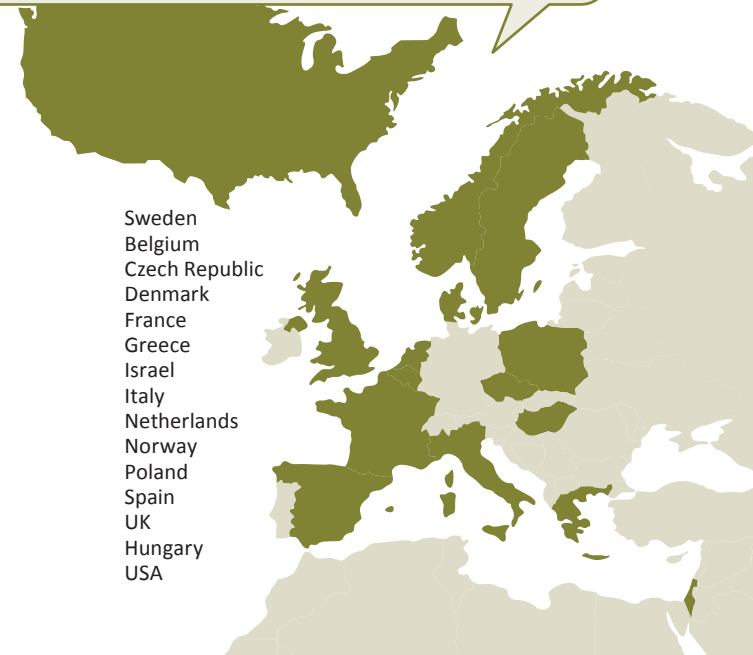 Sweden
Belgium
Czech Republic
Denmark
France
Greece
Israel
Italy
Netherlands
Norway
Poland
Spain
UK
Hungary
USA